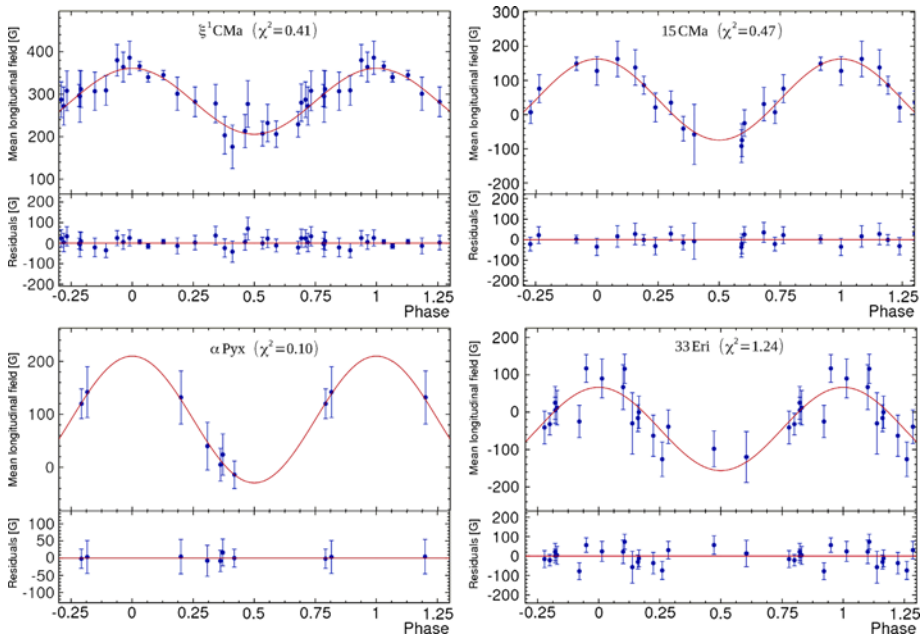 ξ¹CMa (χ²=0.41)
Mean longitudinal field [G]
400
300
200
100
Residuals [G]
200
100
0
-100
-200
-0.25 0 0.25 0.5 0.75 1 1.25
Phase
15 CMa (χ²=0.47)
Mean longitudinal field [G]
300
200
100
0
-100
-200
Residuals [G]
200
100
0
-100
-200
-0.25 0 0.25 0.5 0.75 1 1.25
Phase
α Pyx (χ²=0.10)
Mean longitudinal field [G]
200
100
0
Residuals [G]
100
50
0
-50
-100
-0.25 0 0.25 0.5 0.75 1 1.25
Phase
33 Eri (χ²=1.24)
Mean longitudinal field [G]
200
100
0
-100
-200
Residuals [G]
200
100
0
-100
-200
-0.25 0 0.25 0.5 0.75 1 1.25
Phase